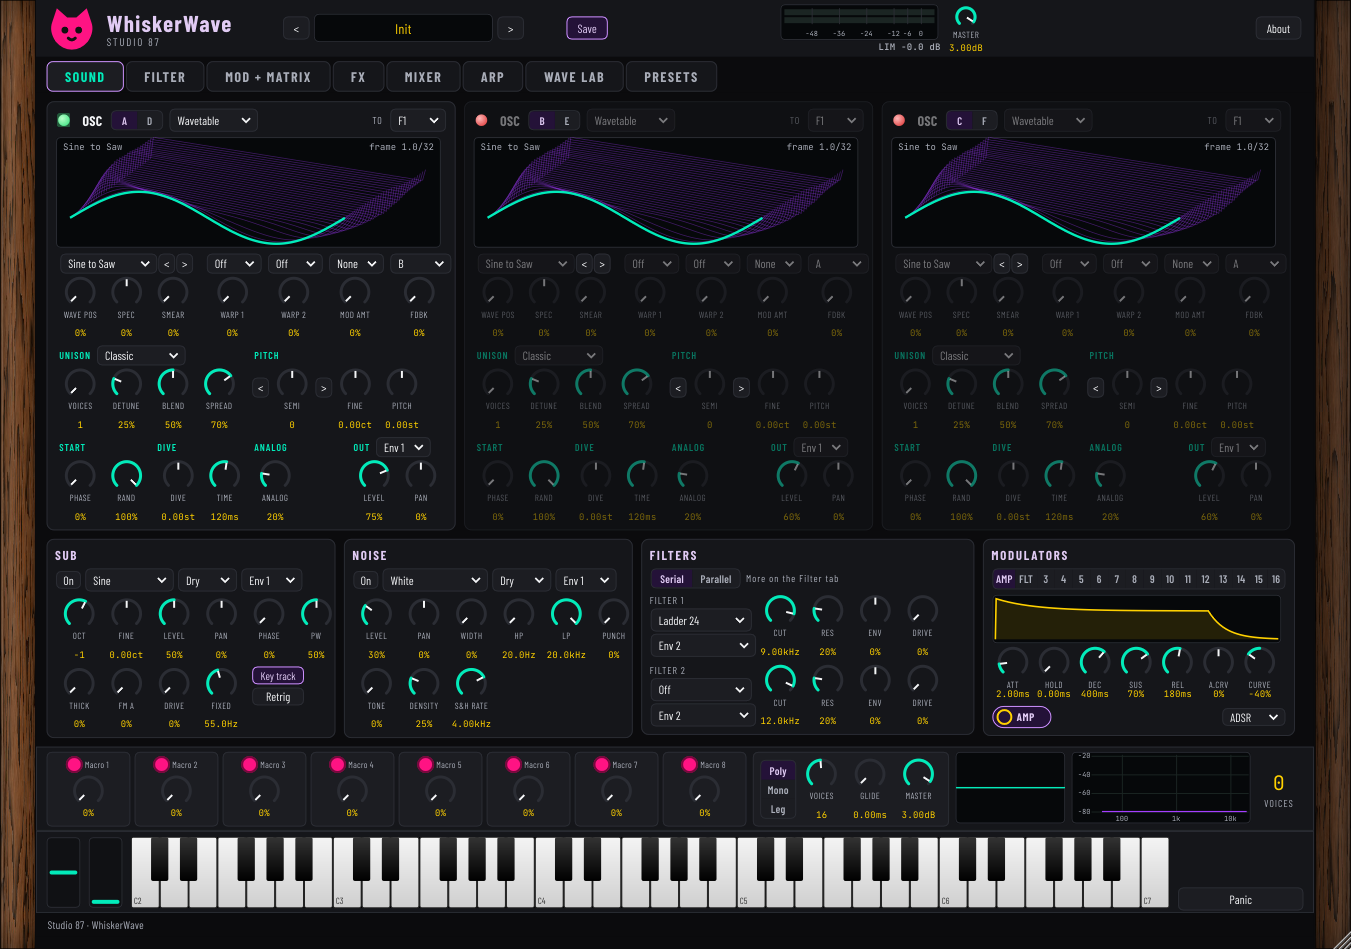 WhiskerWave
STUDIO 87
< Init > Save
-48 -36 -24 -12 -6 0
LIM -0.0 dB
MASTER
3.00dB
About
SOUND FILTER MOD + MATRIX FX MIXER ARP WAVE LAB PRESETS
OSC A D Wavetable TO F1
Sine to Saw frame 1.0/32
Sine to Saw < > Off Off None B
WAVE POS SPEC SMEAR WARP 1 WARP 2 MOD AMT FDBK
0% 0% 0% 0% 0% 0% 0%
UNISON Classic PITCH
< >
VOICES DETUNE BLEND SPREAD SEMI FINE PITCH
1 25% 50% 70% 0 0.00ct 0.00st
START DIVE ANALOG OUT Env 1
PHASE RAND DIVE TIME ANALOG LEVEL PAN
0% 100% 0.00st 120ms 20% 75% 0%
OSC B E Wavetable TO F1
Sine to Saw frame 1.0/32
Sine to Saw < > Off Off None A
WAVE POS SPEC SMEAR WARP 1 WARP 2 MOD AMT FDBK
0% 0% 0% 0% 0% 0% 0%
UNISON Classic PITCH
< >
VOICES DETUNE BLEND SPREAD SEMI FINE PITCH
1 25% 50% 70% 0 0.00ct 0.00st
START DIVE ANALOG OUT Env 1
PHASE RAND DIVE TIME ANALOG LEVEL PAN
0% 100% 0.00st 120ms 20% 60% 0%
OSC C F Wavetable TO F1
Sine to Saw frame 1.0/32
Sine to Saw < > Off Off None A
WAVE POS SPEC SMEAR WARP 1 WARP 2 MOD AMT FDBK
0% 0% 0% 0% 0% 0% 0%
UNISON Classic PITCH
< >
VOICES DETUNE BLEND SPREAD SEMI FINE PITCH
1 25% 50% 70% 0 0.00ct 0.00st
START DIVE ANALOG OUT Env 1
PHASE RAND DIVE TIME ANALOG LEVEL PAN
0% 100% 0.00st 120ms 20% 60% 0%
SUB
On Sine Dry Env 1
OCT FINE LEVEL PAN PHASE PW
-1 0.00ct 50% 0% 0% 50%
Key track
Retrig
THICK FM A DRIVE FIXED
0% 0% 0% 55.0Hz
NOISE
On White Dry Env 1
LEVEL PAN WIDTH HP LP PUNCH
30% 0% 0% 20.0Hz 20.0kHz 0%
TONE DENSITY S&H RATE
0% 25% 4.00kHz
FILTERS
Serial Parallel More on the Filter tab
FILTER 1
Ladder 24
Env 2
CUT RES ENV DRIVE
9.00kHz 20% 0% 0%
FILTER 2
Off
Env 2
CUT RES ENV DRIVE
12.0kHz 20% 0% 0%
MODULATORS
AMP FLT 3 4 5 6 7 8 9 10 11 12 13 14 15 16
ATT HOLD DEC SUS REL A.CRV CURVE
2.00ms 0.00ms 400ms 70% 180ms 0% -40%
AMP ADSR
Macro 1 Macro 2 Macro 3 Macro 4 Macro 5 Macro 6 Macro 7 Macro 8
0% 0% 0% 0% 0% 0% 0% 0%
Poly
Mono
Leg
VOICES GLIDE MASTER
16 0.00ms 3.00dB
-20
-40
-60
-80
100 1k 10k
0
VOICES
C2 C3 C4 C5 C6 C7
Panic
Studio 87 · WhiskerWave